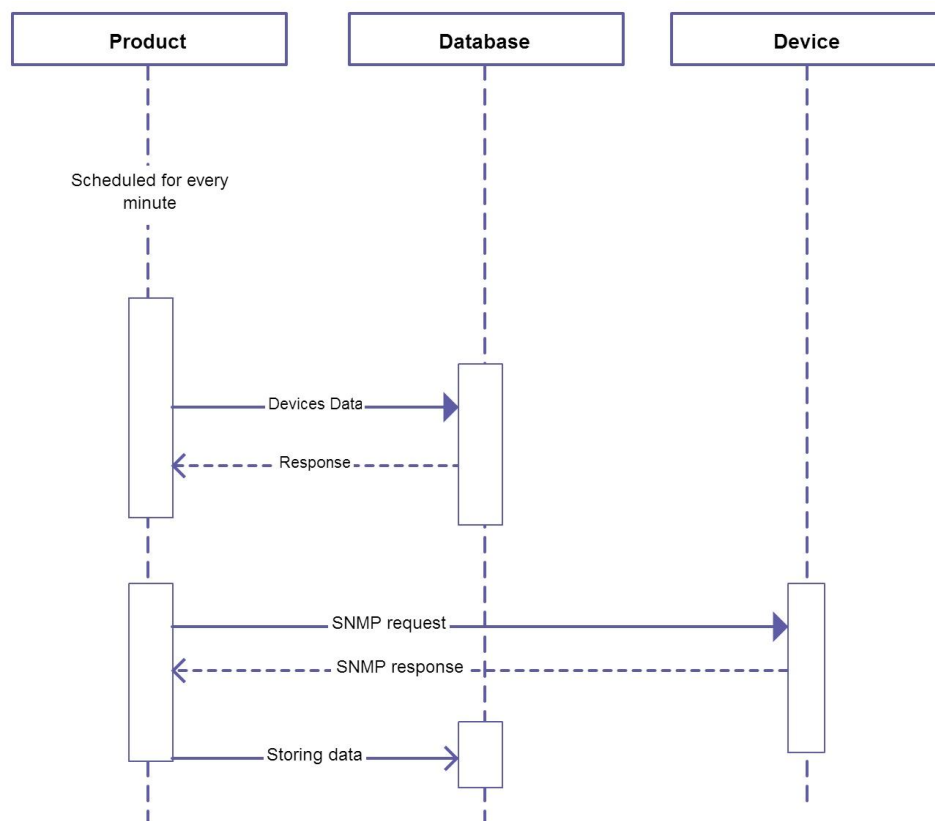 Product
Database
Device
Scheduled for every
minute
Devices Data
Response
SNMP request
SNMP response
Storing data